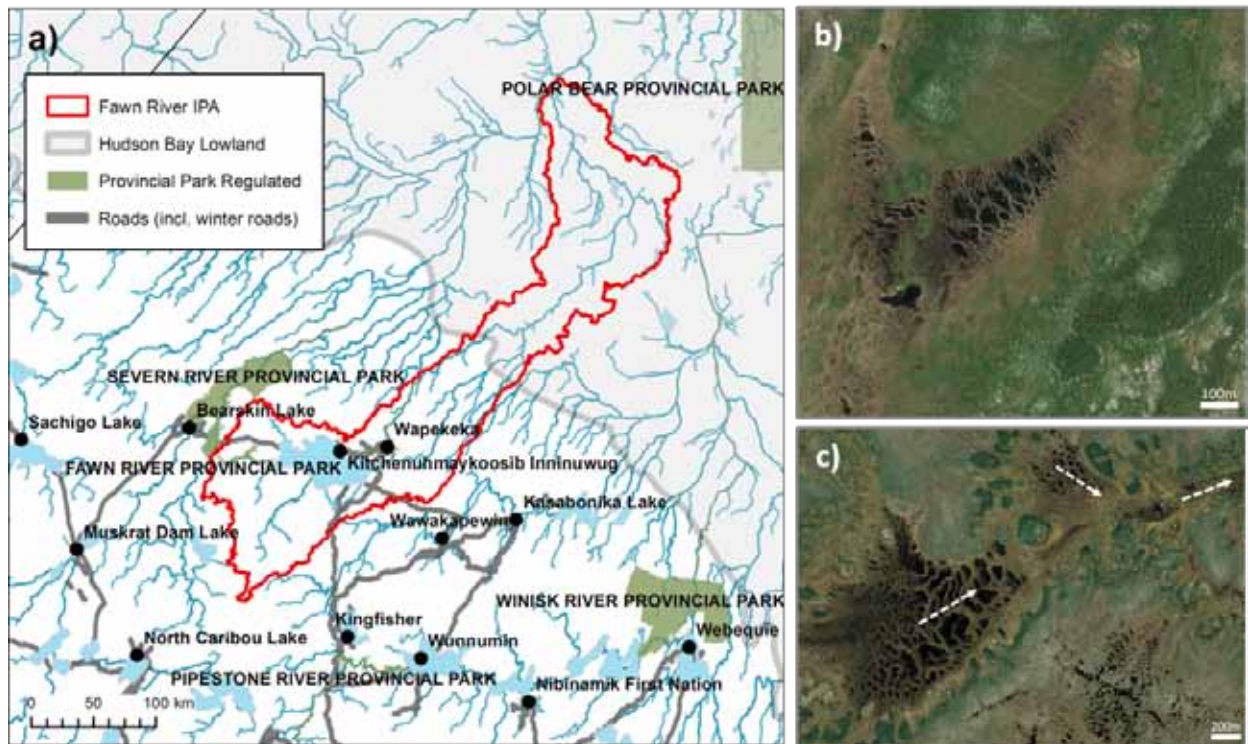 a)
Fawn River IPA
Hudson Bay Lowland
Provincial Park Regulated
Roads (incl. winter roads)
POLAR BEAR PROVINCIAL PARK
SEVERN RIVER PROVINCIAL PARK
Bearskin Lake
Sachigo Lake
Wapekeka
FAWN RIVER PROVINCIAL PARK
Kitchenuhmaykoosib Inninuwug
Kasabonika Lake
Muskrat Dam Lake
Wawakapewin
WINISK RIVER PROVINCIAL PARK
Kingfisher
Webequie
North Caribou Lake
Wunnumin
PIPESTONE RIVER PROVINCIAL PARK
Nibinamik First Nation
0 25 50 100 km
b)
100m
c)
200m